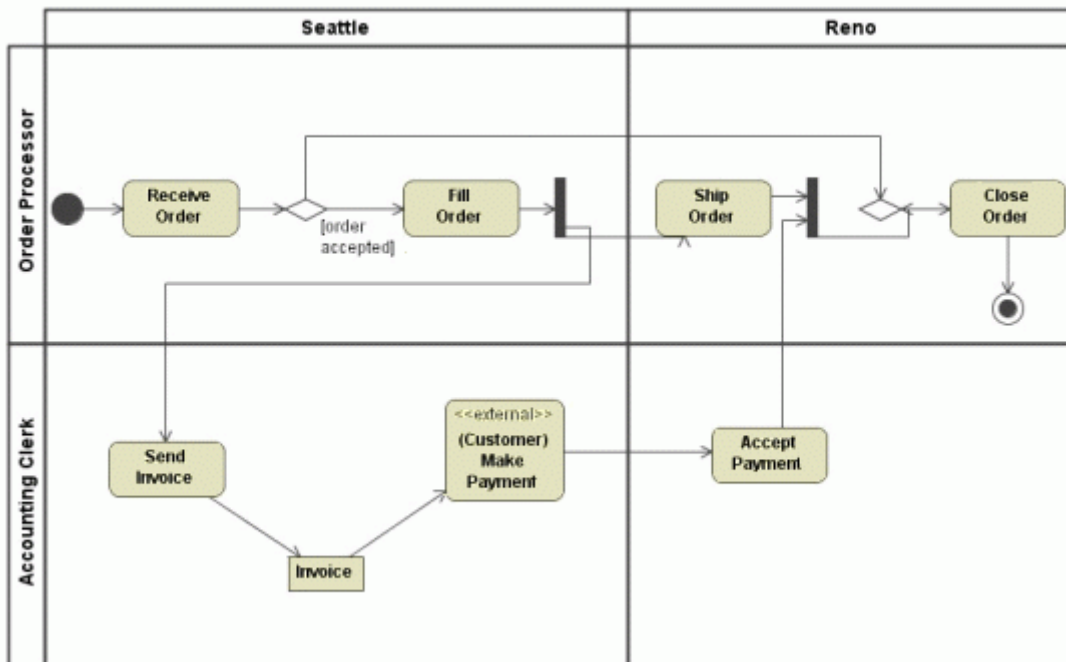 Seattle
Reno
Order Processor
Receive
Order
[order
accepted]
Fill
Order
Ship
Order
Close
Order
Accounting Clerk
Send
Invoice
Invoice
<<external>>
(Customer)
Make
Payment
Accept
Payment